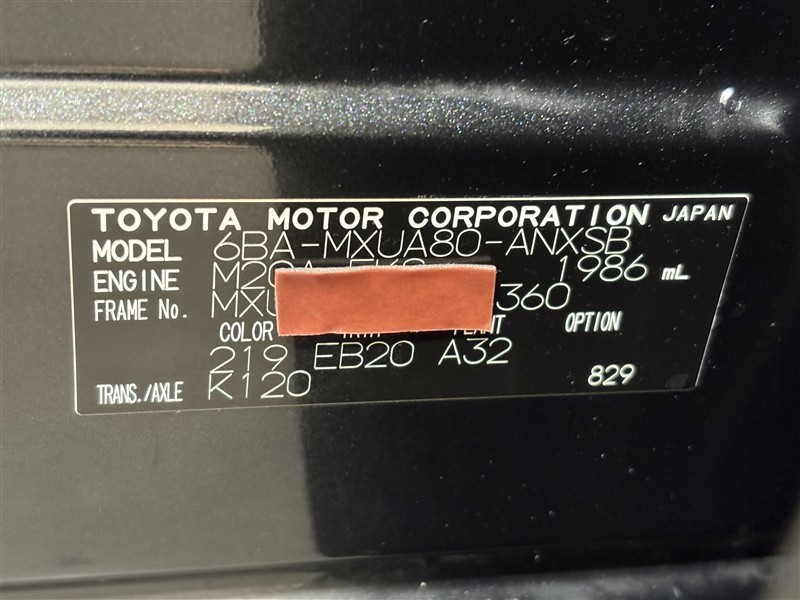 TOYOTA MOTOR CORPORATION JAPAN
MODEL 6BA-MXUA80-ANXSB
ENGINE 1986 mL
FRAME No. 360
COLOR OPTION
219 EB20 A32
TRANS./AXLE K120 829